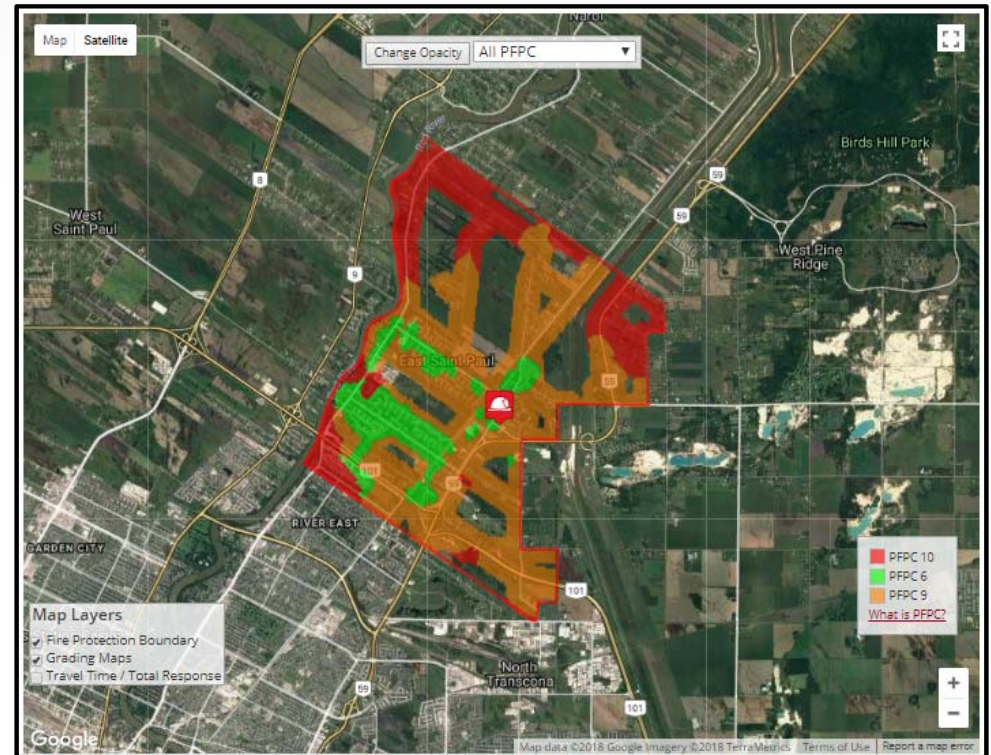 Narol
Map Satellite
Change Opacity All PFPC
Birds Hill Park
8
59
West
Saint Paul
59
West Pine
Ridge
9
East Saint Paul
59
101
59
RIVER EAST
GARDEN CITY
PFPC 10
PFPC 6
PFPC 9
What is PFPC?
101
Map Layers
Fire Protection Boundary
Grading Maps
Travel Time / Total Response
North
Transcona
59
101
Google
Map data ©2018 Google Imagery ©2018 TerraMetrics Terms of Use Report a map error